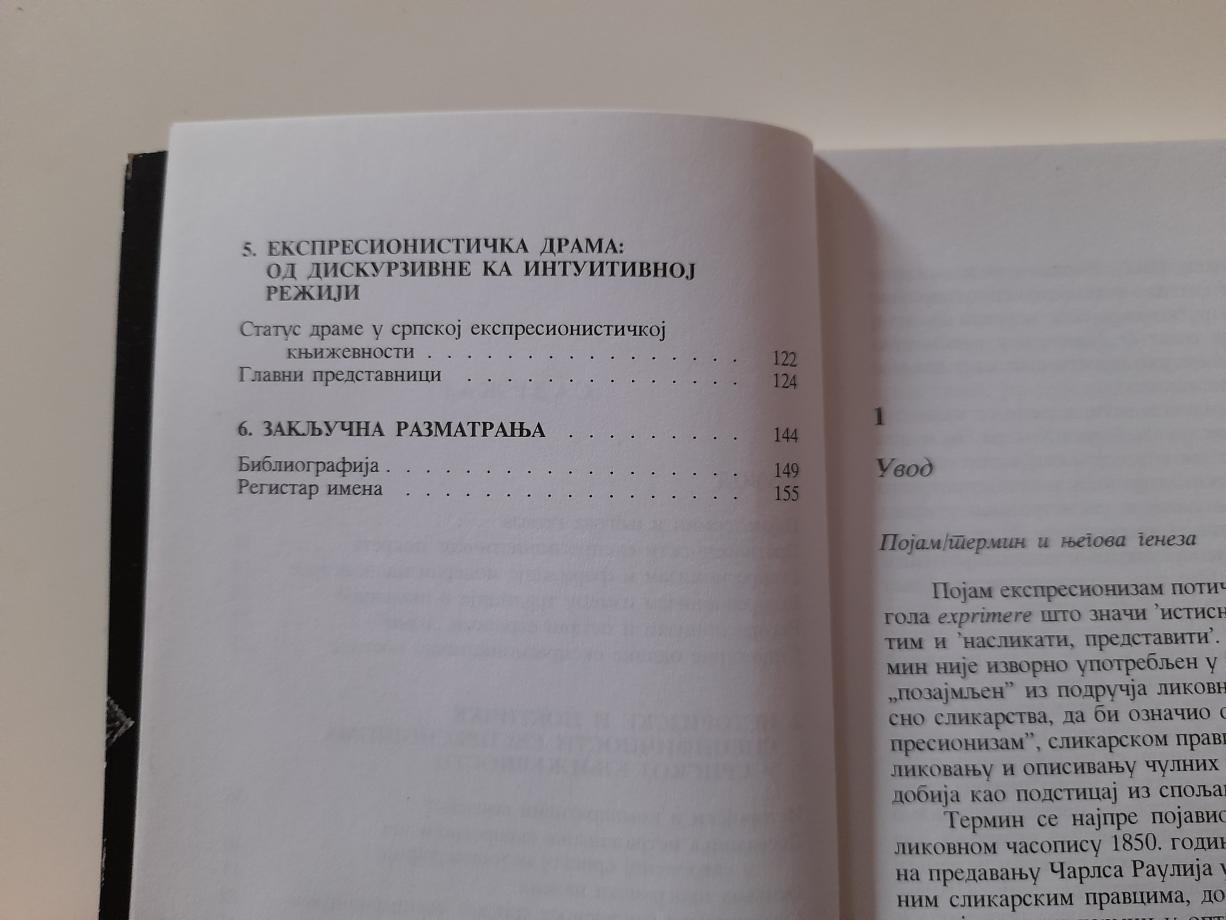 5. ЕКСПРЕСИОНИСТИЧКА ДРАМА:
ОД ДИСКУРЗИВНЕ КА ИНТУИТИВНОЈ
РЕЖИЈИ
Статус драме у српској експресионистичкој
књижевности . . . . . . . . . . . . . . . . 122
Главни представници . . . . . . . . . . . . . . 124
6. ЗАКЉУЧНА РАЗМАТРАЊА . . . . . . . . . 144
Библиографија . . . . . . . . . . . . . . . . . . 149
Регистар имена . . . . . . . . . . . . . . . . . 155
1
Увод
Појам/термин и његова генеза
Појам експресионизам потич
гола exprimere што значи ’истисн
тим и ’насликати, представити’.
мин није изворно употребљен у
„позајмљен” из подручја ликовн
сно сликарства, да би означио
пресионизам”, сликарском прави
ликовању и описивању чулних
добија као подстицај из спољаш
Термин се најпре појавио
ликовном часопису 1850. годин
на предавању Чарлса Раулија у
ним сликарским правцима, до